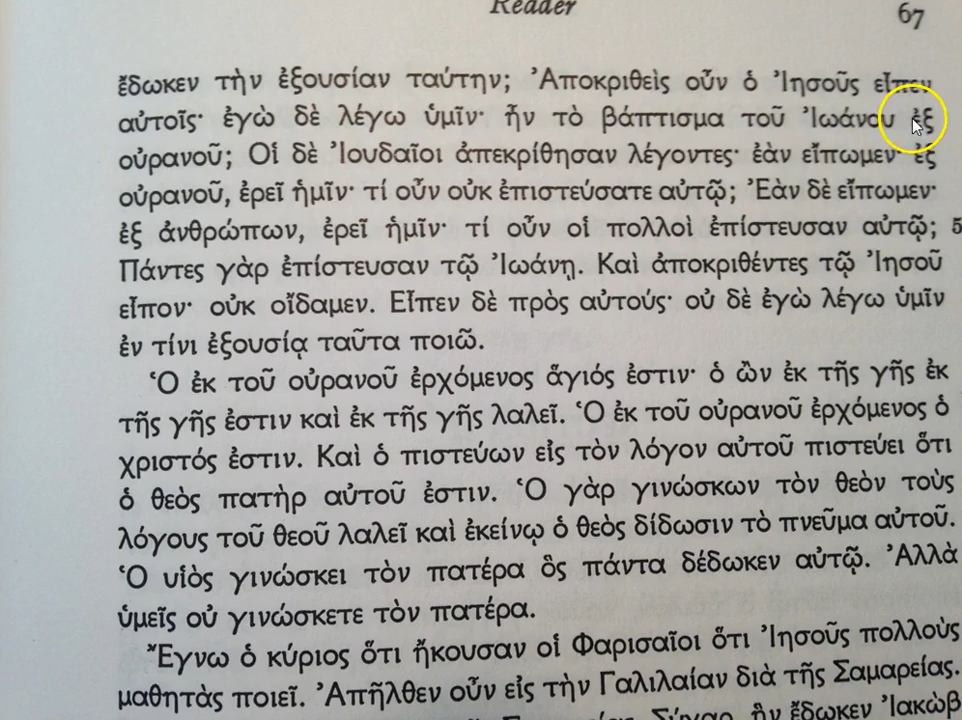 Reader
67
ἔδωκεν τὴν ἐξουσίαν ταύτην; Ἀποκριθεὶς οὖν ὁ Ἰησοῦς εἶπεν
αὐτοῖς· ἐγὼ δὲ λέγω ὑμῖν· ἦν τὸ βάπτισμα τοῦ Ἰωάνου ἐξ
οὐρανοῦ; Οἱ δὲ Ἰουδαῖοι ἀπεκρίθησαν λέγοντες· ἐὰν εἴπωμεν· ἐξ
οὐρανοῦ, ἐρεῖ ἡμῖν· τί οὖν οὐκ ἐπιστεύσατε αὐτῷ; Ἐὰν δὲ εἴπωμεν·
ἐξ ἀνθρώπων, ἐρεῖ ἡμῖν· τί οὖν οἱ πολλοὶ ἐπίστευσαν αὐτῷ; 5
Πάντες γὰρ ἐπίστευσαν τῷ Ἰωάνῃ. Καὶ ἀποκριθέντες τῷ Ἰησοῦ
εἶπον· οὐκ οἴδαμεν. Εἶπεν δὲ πρὸς αὐτούς· οὐ δὲ ἐγὼ λέγω ὑμῖν
ἐν τίνι ἐξουσίᾳ ταῦτα ποιῶ.
Ὁ ἐκ τοῦ οὐρανοῦ ἐρχόμενος ἅγιός ἐστιν· ὁ ὢν ἐκ τῆς γῆς ἐκ
τῆς γῆς ἐστιν καὶ ἐκ τῆς γῆς λαλεῖ. Ὁ ἐκ τοῦ οὐρανοῦ ἐρχόμενος ὁ
χριστός ἐστιν. Καὶ ὁ πιστεύων εἰς τὸν λόγον αὐτοῦ πιστεύει ὅτι
ὁ θεὸς πατὴρ αὐτοῦ ἐστιν. Ὁ γὰρ γινώσκων τὸν θεὸν τοὺς
λόγους τοῦ θεοῦ λαλεῖ καὶ ἐκείνῳ ὁ θεὸς δίδωσιν τὸ πνεῦμα αὐτοῦ.
Ὁ υἱὸς γινώσκει τὸν πατέρα ὃς πάντα δέδωκεν αὐτῷ. Ἀλλὰ
ὑμεῖς οὐ γινώσκετε τὸν πατέρα.
Ἔγνω ὁ κύριος ὅτι ἤκουσαν οἱ Φαρισαῖοι ὅτι Ἰησοῦς πολλοὺς
μαθητὰς ποιεῖ. Ἀπῆλθεν οὖν εἰς τὴν Γαλιλαίαν διὰ τῆς Σαμαρείας.
ἣν ἔδωκεν Ἰακὼβ